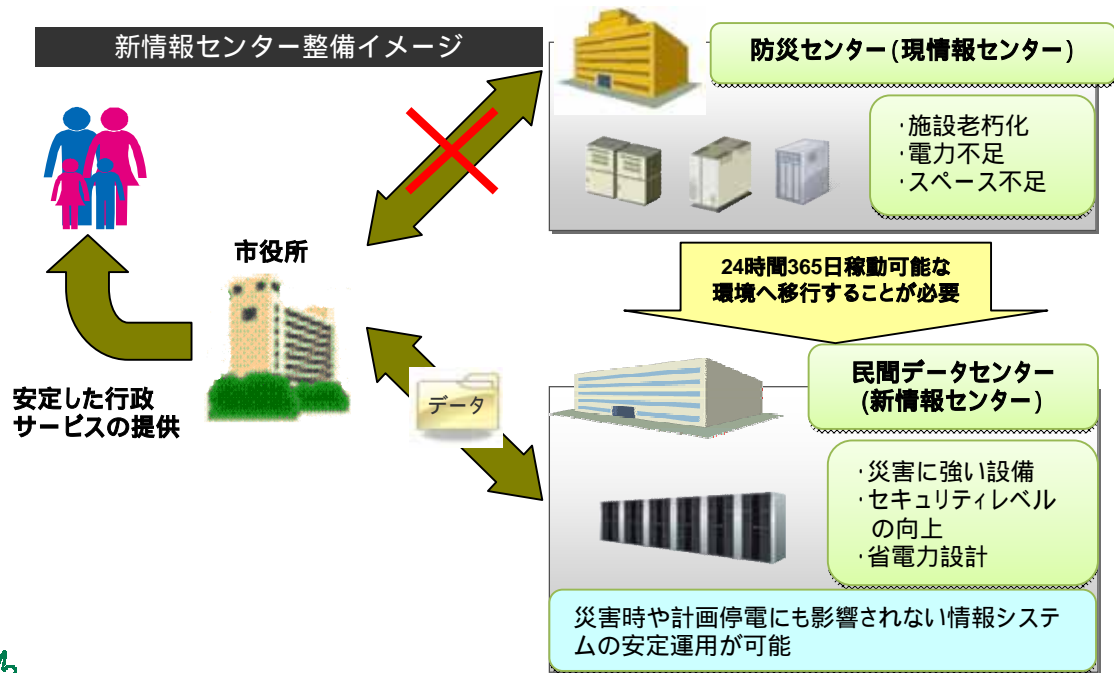 新情報センター整備イメージ
防災センター(現情報センター)
・施設老朽化
・電力不足
・スペース不足
市役所
24時間365日稼動可能な
環境へ移行することが必要
安定した行政
サービスの提供
データ
民間データセンター
(新情報センター)
・災害に強い設備
・セキュリティレベル
の向上
・省電力設計
災害時や計画停電にも影響されない情報システ
ムの安定運用が可能